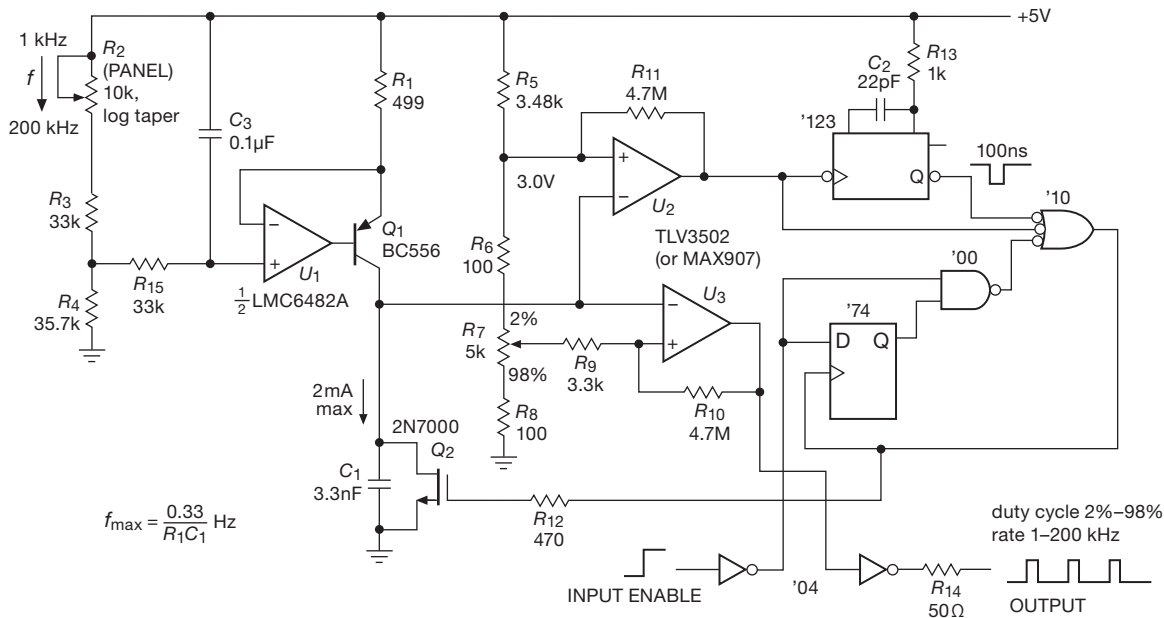 +5V
1 kHz
f
200 kHz
R2
(PANEL)
10k,
log taper
R3
33k
R4
35.7k
R15
33k
C3
0.1μF
R1
499
−
+
U1
½ LMC6482A
Q1
BC556
R5
3.48k
3.0V
R6
100
R7
5k
2%
98%
R8
100
R11
4.7M
+
−
U2
TLV3502
(or MAX907)
−
+
U3
R9
3.3k
R10
4.7M
C2
22pF
R13
1k
'123
Q
100ns
'10
'00
'74
D Q
2mA
max
2N7000
Q2
C1
3.3nF
R12
470
fmax = 0.33/R1C1 Hz
INPUT ENABLE
'04
R14
50Ω
duty cycle 2%–98%
rate 1–200 kHz
OUTPUT